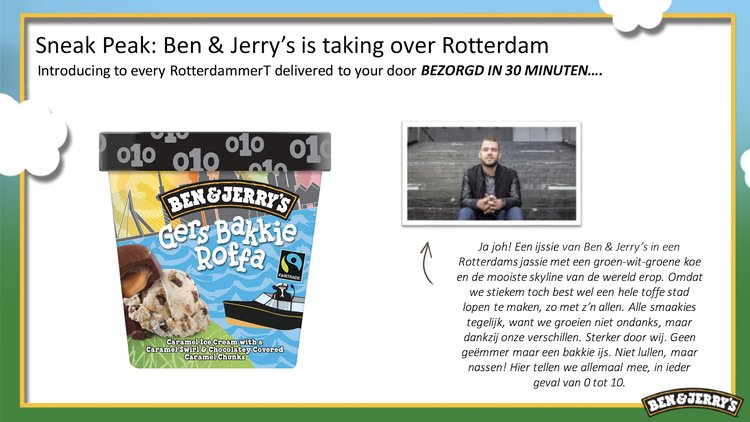 Sneak Peak: Ben & Jerry’s is taking over Rotterdam
Introducing to every RotterdammerT delivered to your door BEZORGD IN 30 MINUTEN….
010 010 010 010
010 010
BEN & JERRY'S
Gers Bakkie
Roffa
FAIRTRADE
Caramel Ice Cream with a
Caramel Swirl & Chocolatey Covered
Caramel Chunks
Ja joh! Een ijssie van Ben & Jerry’s in een
Rotterdams jassie met een groen-wit-groene koe
en de mooiste skyline van de wereld erop. Omdat
we stiekem toch best wel een hele toffe stad
lopen te maken, zo met z’n allen. Alle smaakies
tegelijk, want we groeien niet ondanks, maar
dankzij onze verschillen. Sterker door wij. Geen
geëmmer maar een bakkie ijs. Niet lullen, maar
nassen! Hier tellen we allemaal mee, in ieder
geval van 0 tot 10.
BEN & JERRY'S